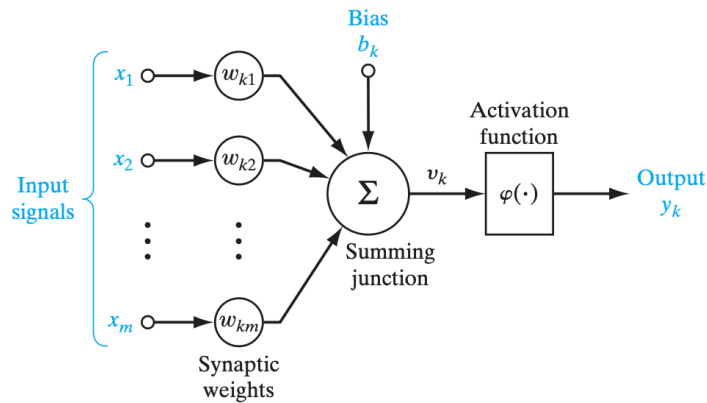 Bias
b_k
x_1
w_k1
Activation
function
x_2
w_k2
Input
signals
Σ
v_k
φ(·)
Output
y_k
Summing
junction
x_m
w_km
Synaptic
weights